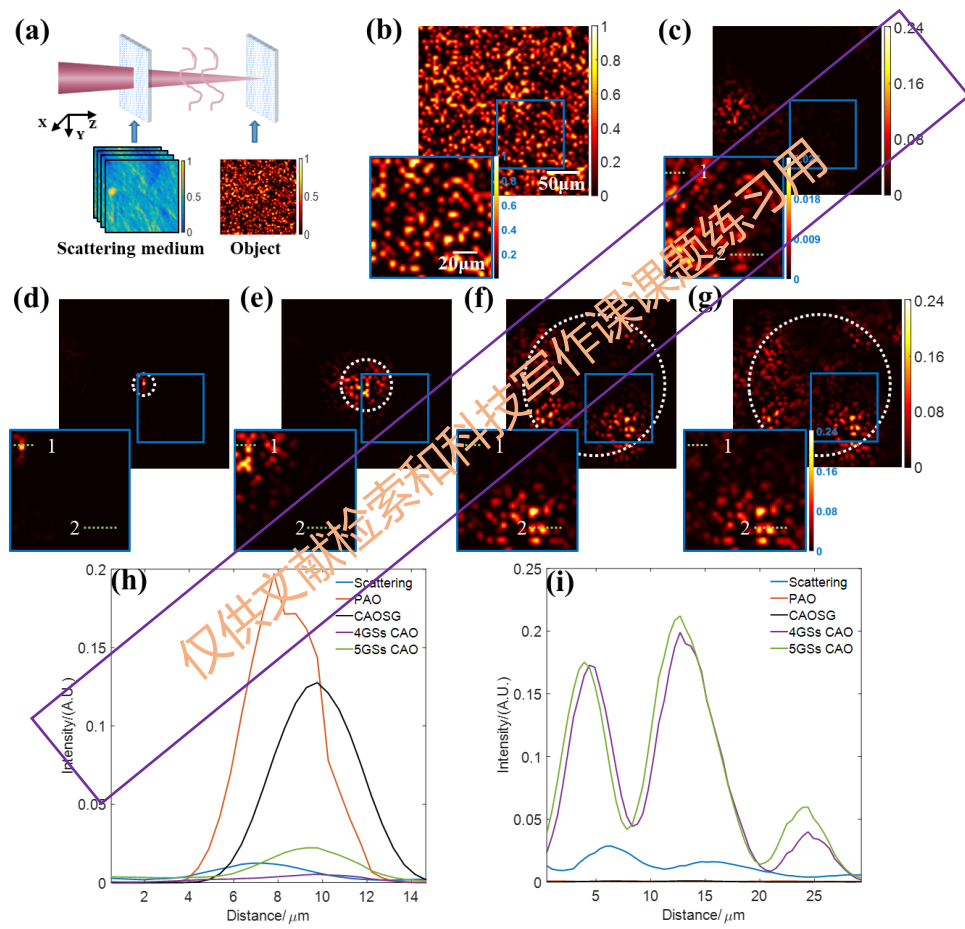 (a)
X
Y
Z
1
0.5
0
1
0.5
0
Scattering medium
Object
(b)
1
0.8
0.6
0.4
0.2
0
50μm
0.8
0.6
0.4
0.2
20μm
(c)
0.24
0.16
0.08
0
1
2
0.018
0.009
0
(d)
1
2
(e)
1
2
(f)
1
2
(g)
0.24
0.16
0.08
0
1
2
0.24
0.16
0.08
0
仅供文献检索和科技写作课课题练习用
(h)
Scattering
PAO
CAOSG
4GSs CAO
5GSs CAO
0.2
0.15
0.1
0.05
0
Intensity/(A.U.)
2 4 6 8 10 12 14
Distance/ μm
(i)
Scattering
PAO
CAOSG
4GSs CAO
5GSs CAO
0.25
0.2
0.15
0.1
0.05
0
Intensity/(A.U.)
5 10 15 20 25
Distance/ μm